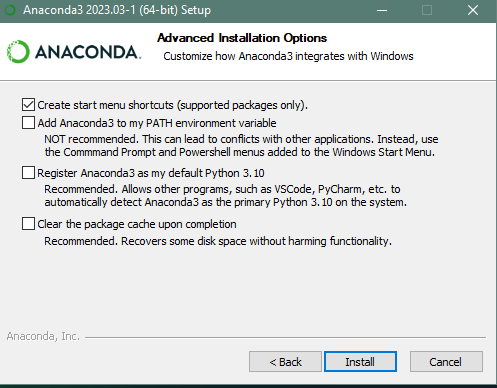 Anaconda3 2023.03-1 (64-bit) Setup
ANACONDA.
Advanced Installation Options
Customize how Anaconda3 integrates with Windows
Create start menu shortcuts (supported packages only).
Add Anaconda3 to my PATH environment variable
NOT recommended. This can lead to conflicts with other applications. Instead, use
the Commmand Prompt and Powershell menus added to the Windows Start Menu.
Register Anaconda3 as my default Python 3.10
Recommended. Allows other programs, such as VSCode, PyCharm, etc. to
automatically detect Anaconda3 as the primary Python 3.10 on the system.
Clear the package cache upon completion
Recommended. Recovers some disk space without harming functionality.
Anaconda, Inc.
< Back
Install
Cancel